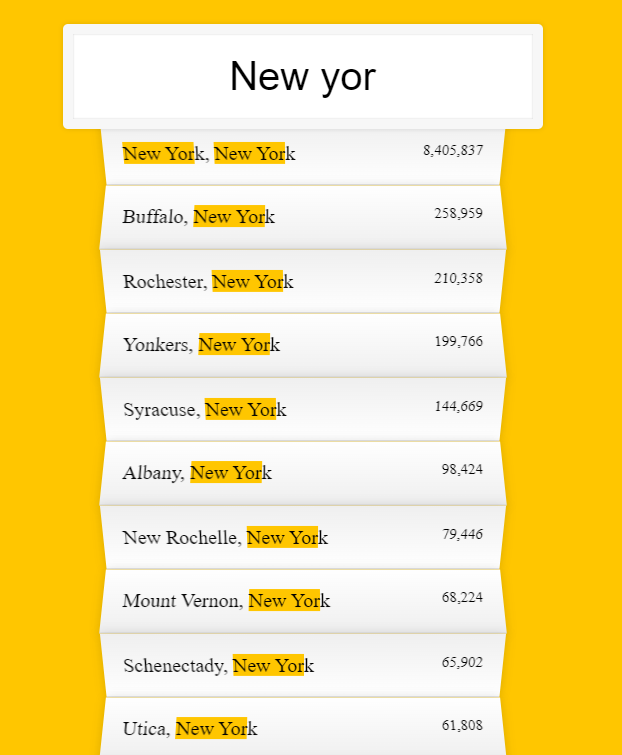 New yor
New York, New York 8,405,837
Buffalo, New York 258,959
Rochester, New York 210,358
Yonkers, New York 199,766
Syracuse, New York 144,669
Albany, New York 98,424
New Rochelle, New York 79,446
Mount Vernon, New York 68,224
Schenectady, New York 65,902
Utica, New York 61,808